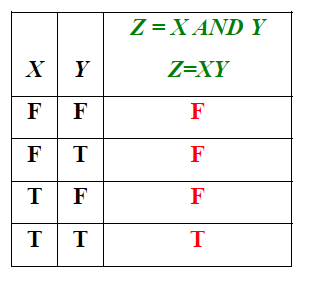 Z = X AND Y
X Y Z=XY
F F F
F T F
T F F
T T T